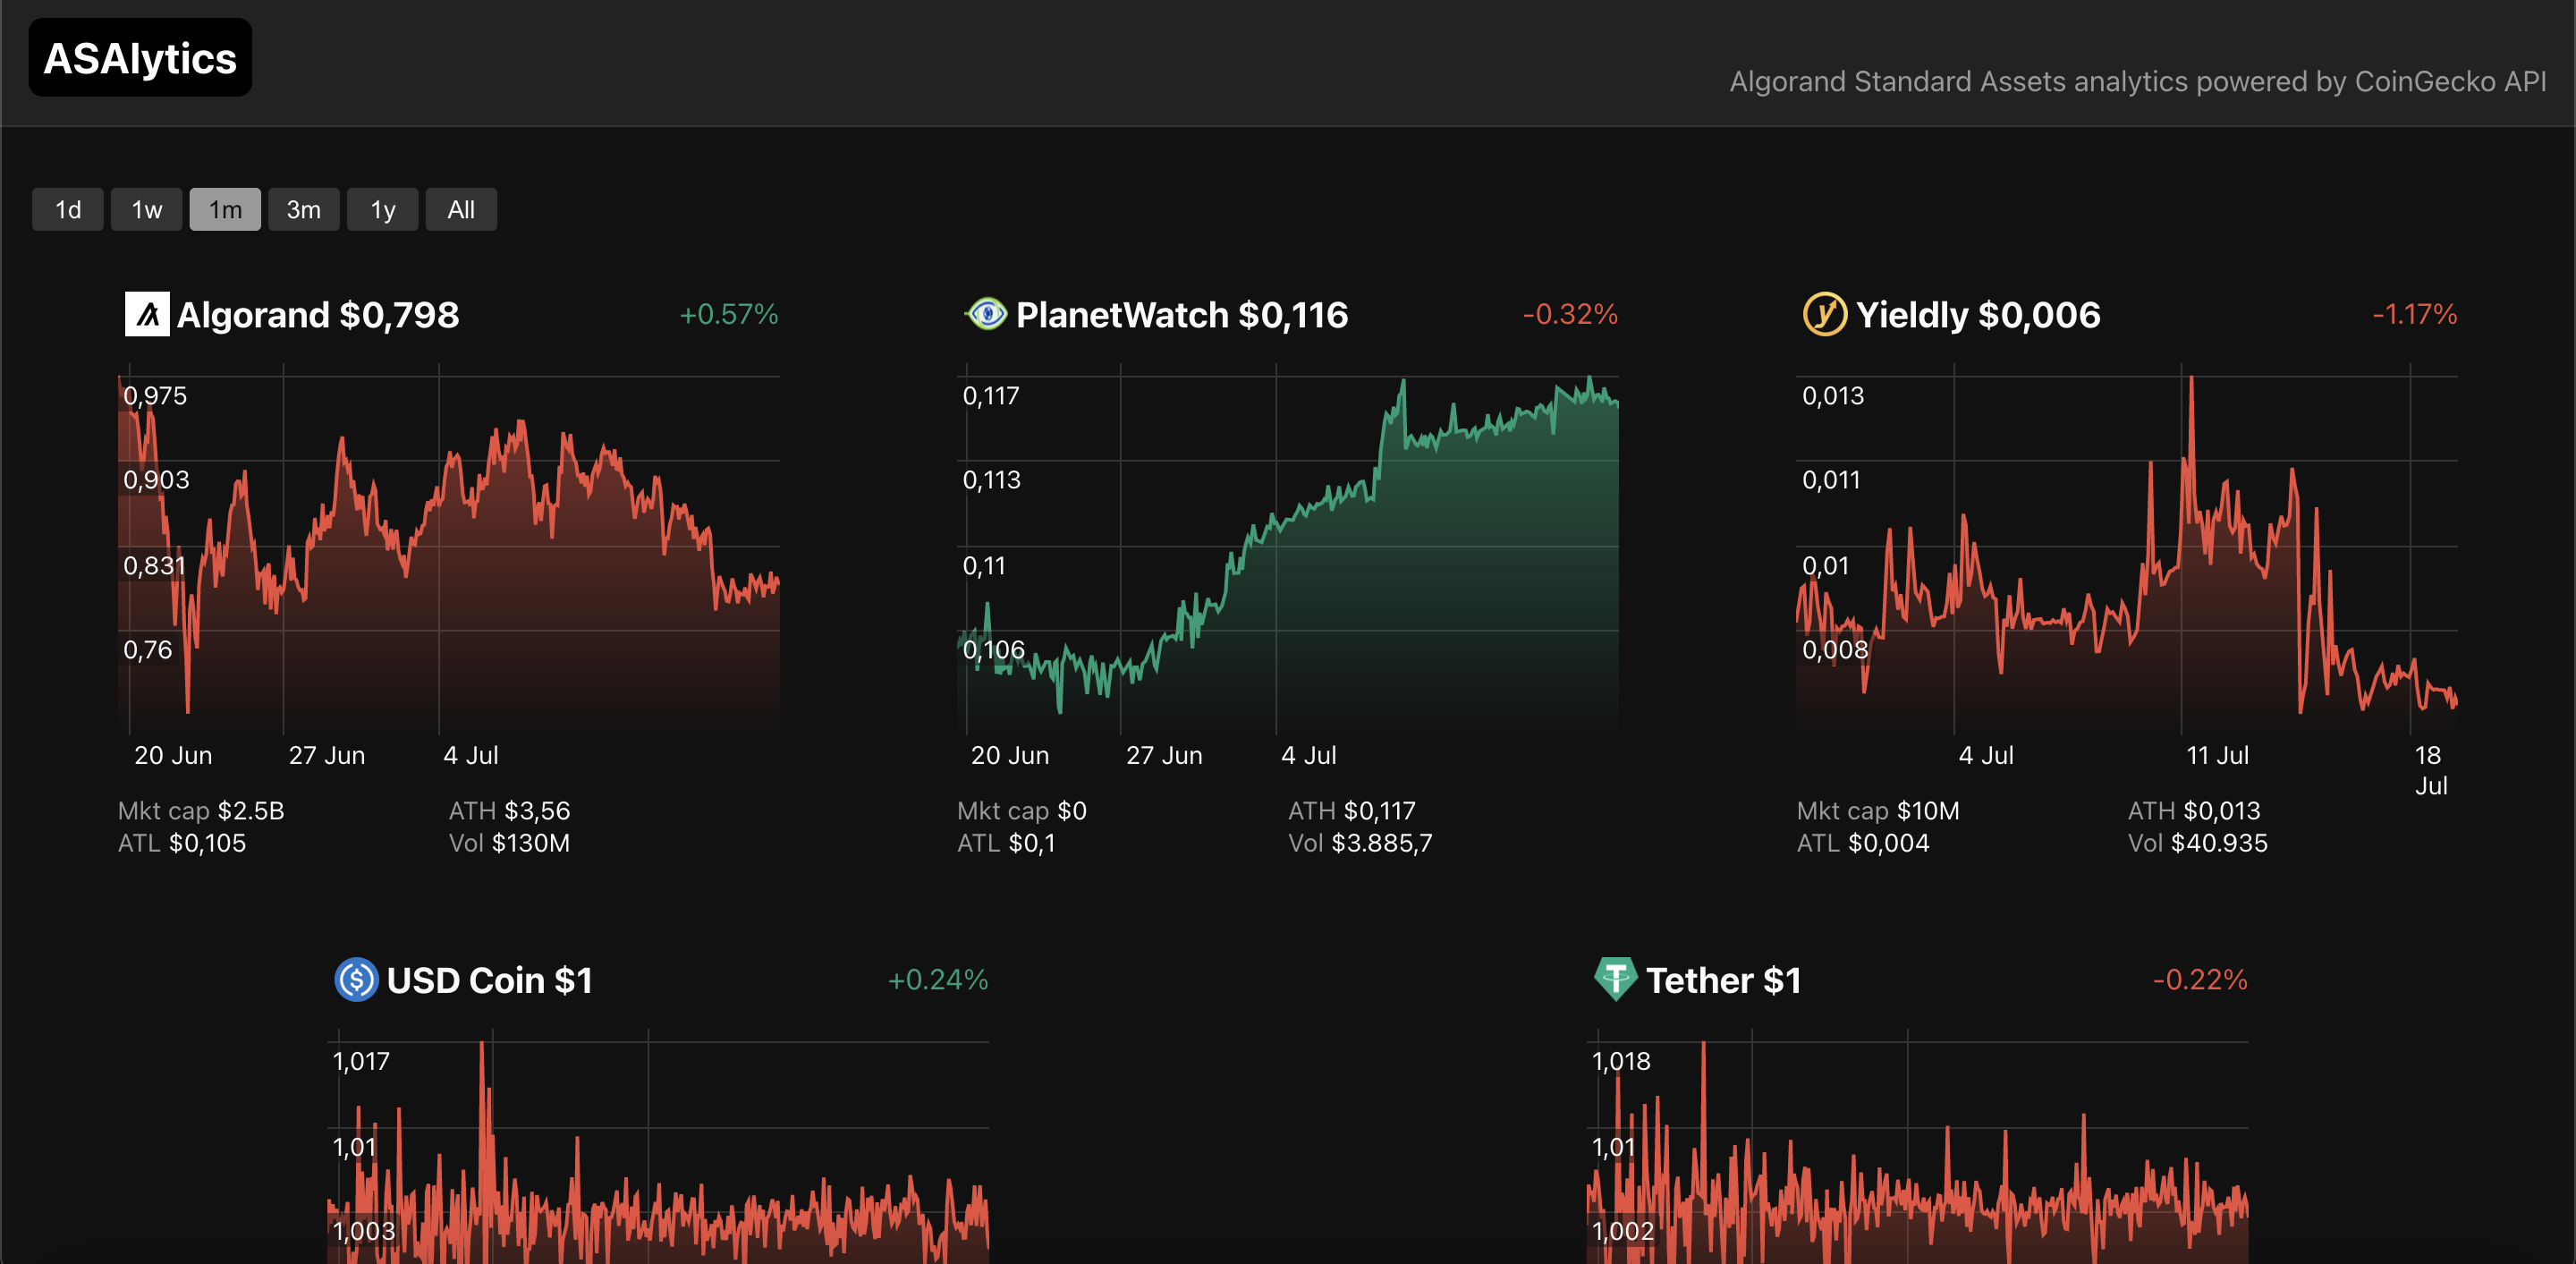 ASAlytics
Algorand Standard Assets analytics powered by CoinGecko API
1d 1w 1m 3m 1y All
Algorand $0,798 +0.57%
0,975
0,903
0,831
0,76
20 Jun 27 Jun 4 Jul
Mkt cap $2.5B ATH $3,56
ATL $0,105 Vol $130M
PlanetWatch $0,116 -0.32%
0,117
0,113
0,11
0,106
20 Jun 27 Jun 4 Jul
Mkt cap $0 ATH $0,117
ATL $0,1 Vol $3.885,7
Yieldly $0,006 -1.17%
0,013
0,011
0,01
0,008
4 Jul 11 Jul 18
Jul
Mkt cap $10M ATH $0,013
ATL $0,004 Vol $40.935
USD Coin $1 +0.24%
1,017
1,01
1,003
Tether $1 -0.22%
1,018
1,01
1,002